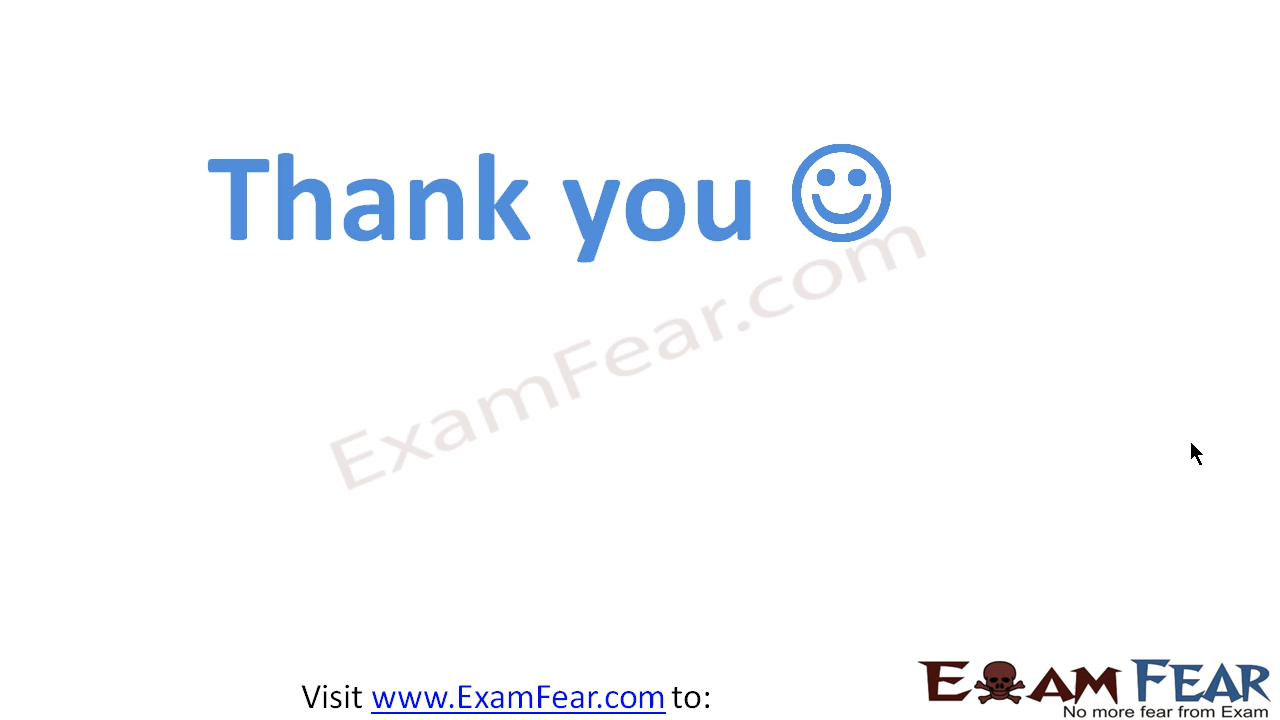 Thank you ☺
ExamFear.com
Visit www.ExamFear.com to:
EXAM FEAR
No more fear from Exam